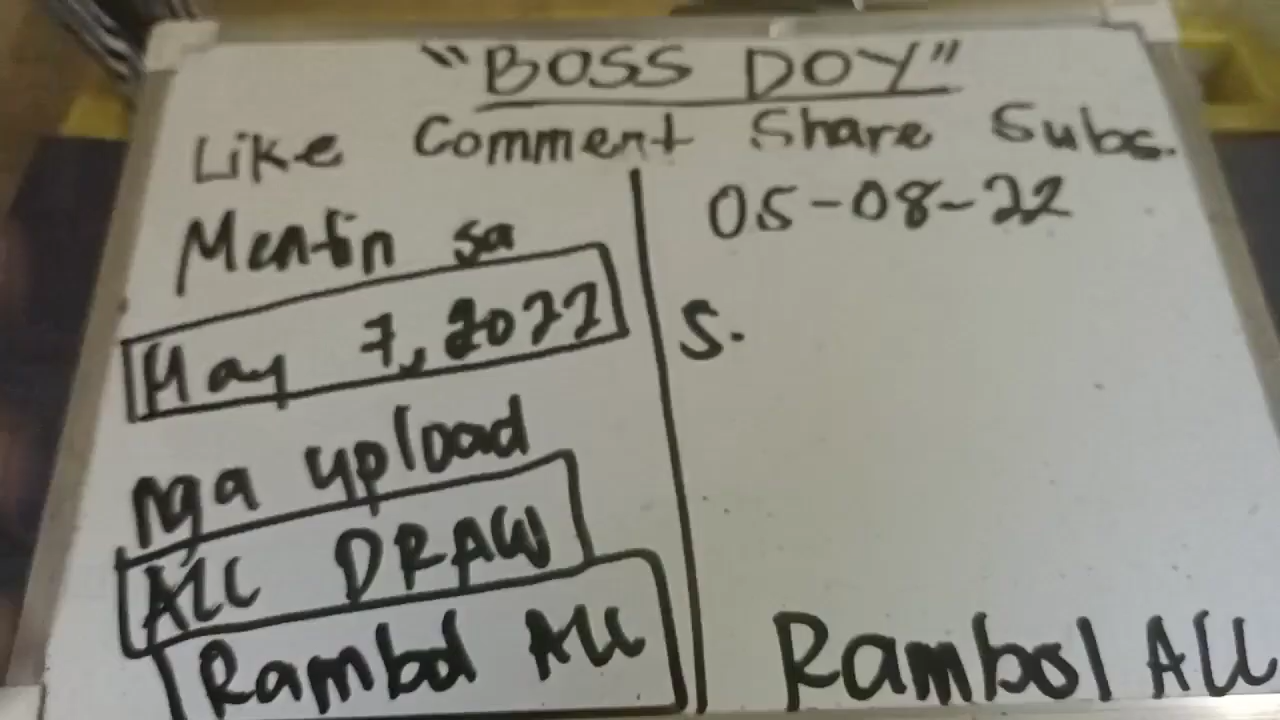 "BOSS DOY"
Like Comment Share Subs.
Mentin sa
May 7, 2022
nga upload
ALL DRAW
Rambol ALL
05-08-22
S.
Rambol ALL